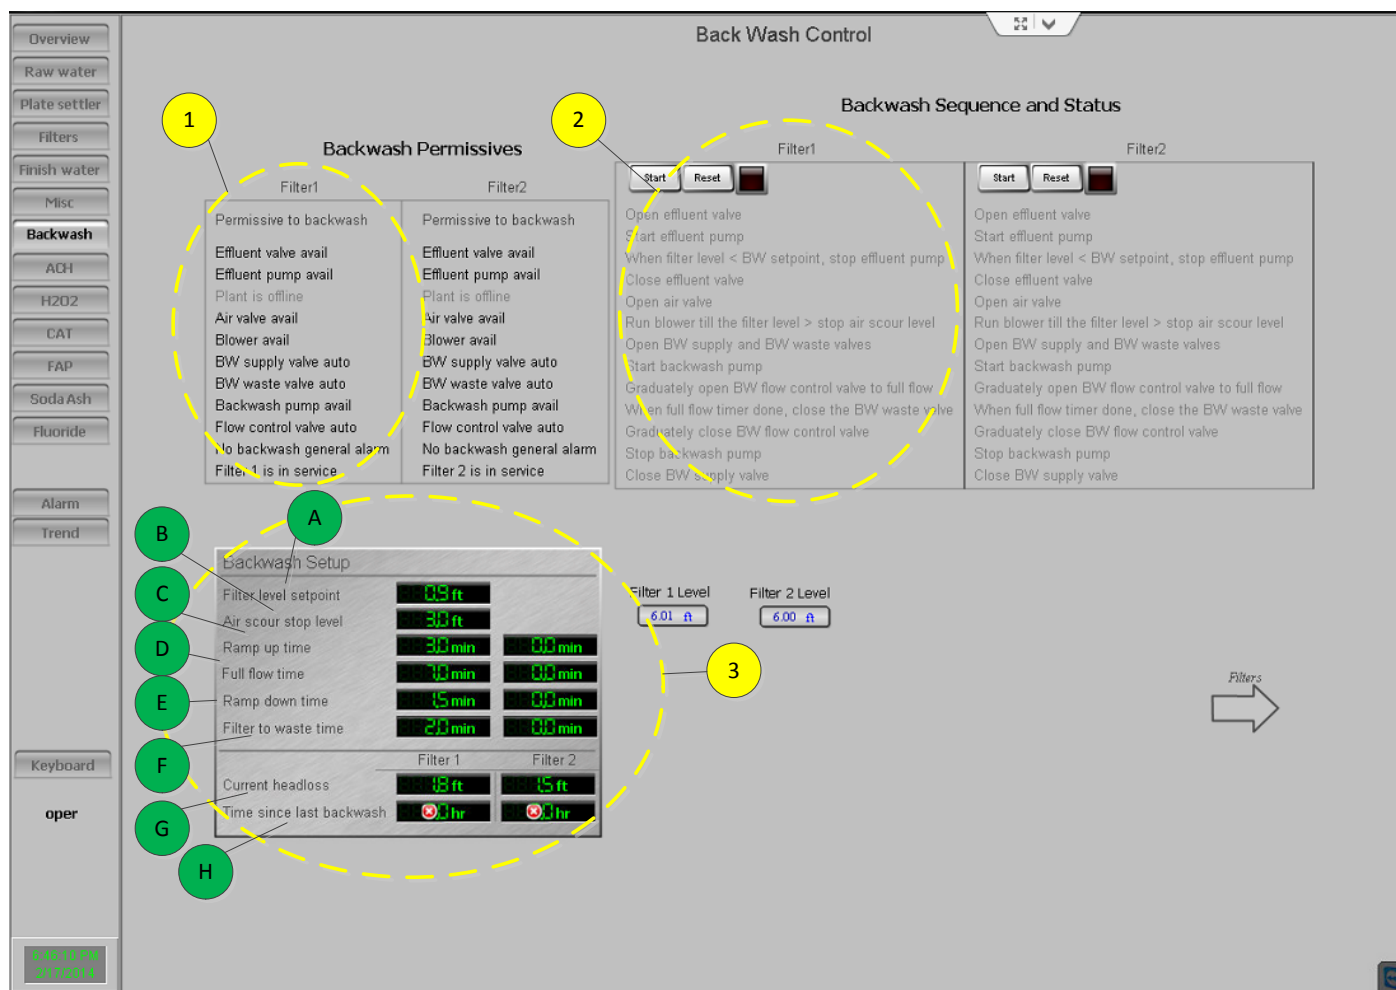 Back Wash Control
Overview
Raw water
Plate settler
Filters
Finish water
Misc
Backwash
ACH
H2O2
CAT
FAP
Soda Ash
Fluoride
Alarm
Trend
Keyboard
oper
6:46:10 PM
2/17/2014
1
Backwash Permissives
Filter1
Permissive to backwash
Effluent valve avail
Effluent pump avail
Plant is offline
Air valve avail
Blower avail
BW supply valve auto
BW waste valve auto
Backwash pump avail
Flow control valve auto
No backwash general alarm
Filter 1 is in service
Filter2
Permissive to backwash
Effluent valve avail
Effluent pump avail
Plant is offline
Air valve avail
Blower avail
BW supply valve auto
BW waste valve auto
Backwash pump avail
Flow control valve auto
No backwash general alarm
Filter 2 is in service
2
Backwash Sequence and Status
Filter1
Start Reset
Open effluent valve
Start effluent pump
When filter level < BW setpoint, stop effluent pump
Close effluent valve
Open air valve
Run blower till the filter level > stop air scour level
Open BW supply and BW waste valves
Start backwash pump
Graduately open BW flow control valve to full flow
When full flow timer done, close the BW waste valve
Graduately close BW flow control valve
Stop backwash pump
Close BW supply valve
Filter2
Start Reset
Open effluent valve
Start effluent pump
When filter level < BW setpoint, stop effluent pump
Close effluent valve
Open air valve
Run blower till the filter level > stop air scour level
Open BW supply and BW waste valves
Start backwash pump
Graduately open BW flow control valve to full flow
When full flow timer done, close the BW waste valve
Graduately close BW flow control valve
Stop backwash pump
Close BW supply valve
A
B
C
D
E
F
G
H
3
Backwash Setup
Filter level setpoint 0.9 ft
Air scour stop level 3.0 ft
Ramp up time 3.0 min 0.0 min
Full flow time 7.0 min 0.0 min
Ramp down time 1.5 min 0.0 min
Filter to waste time 2.0 min 0.0 min
Filter 1 Filter 2
Current headloss 1.8 ft 1.5 ft
Time since last backwash hr hr
Filter 1 Level Filter 2 Level
6.01 ft 6.00 ft
Filters